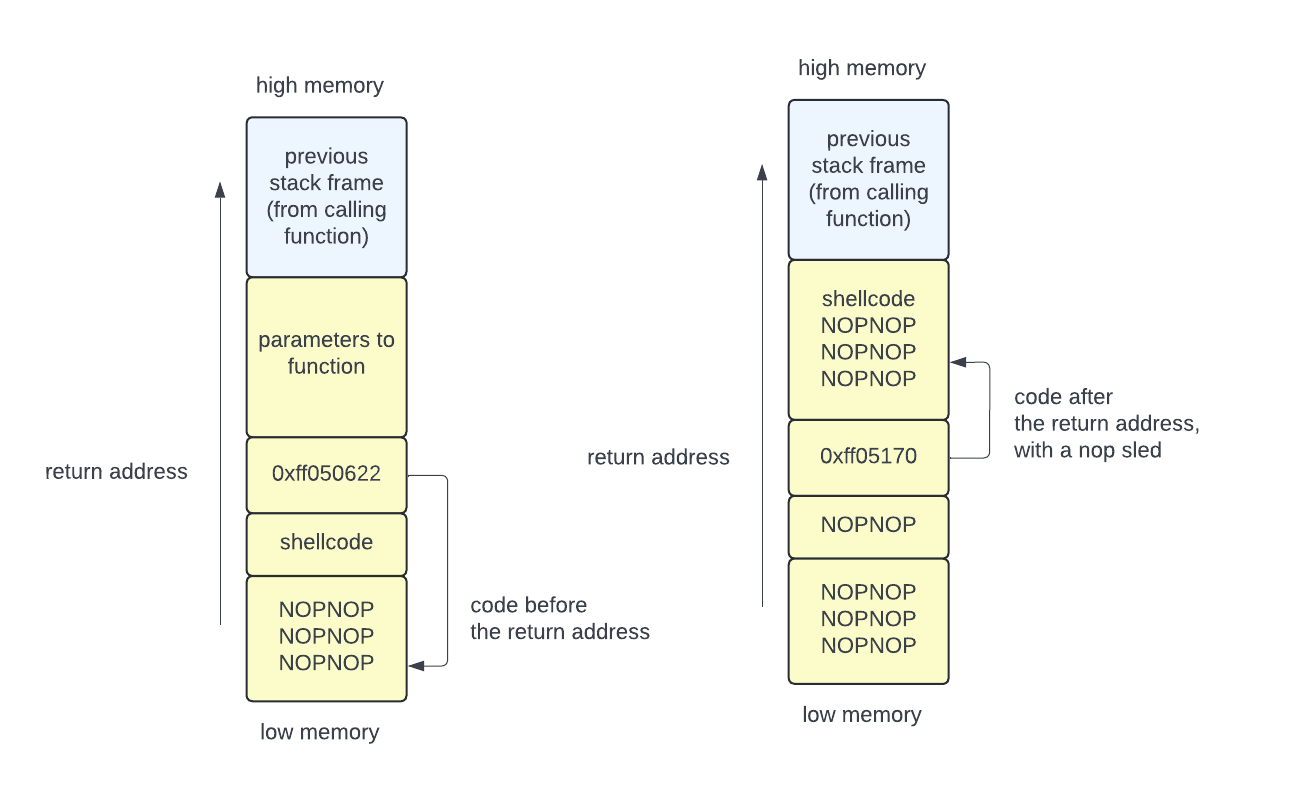 high memory
previous
stack frame
(from calling
function)
parameters to
function
return address
0xff050622
shellcode
NOPNOP
NOPNOP
NOPNOP
code before
the return address
low memory
high memory
previous
stack frame
(from calling
function)
shellcode
NOPNOP
NOPNOP
NOPNOP
code after
the return address,
with a nop sled
return address
0xff05170
NOPNOP
NOPNOP
NOPNOP
NOPNOP
low memory